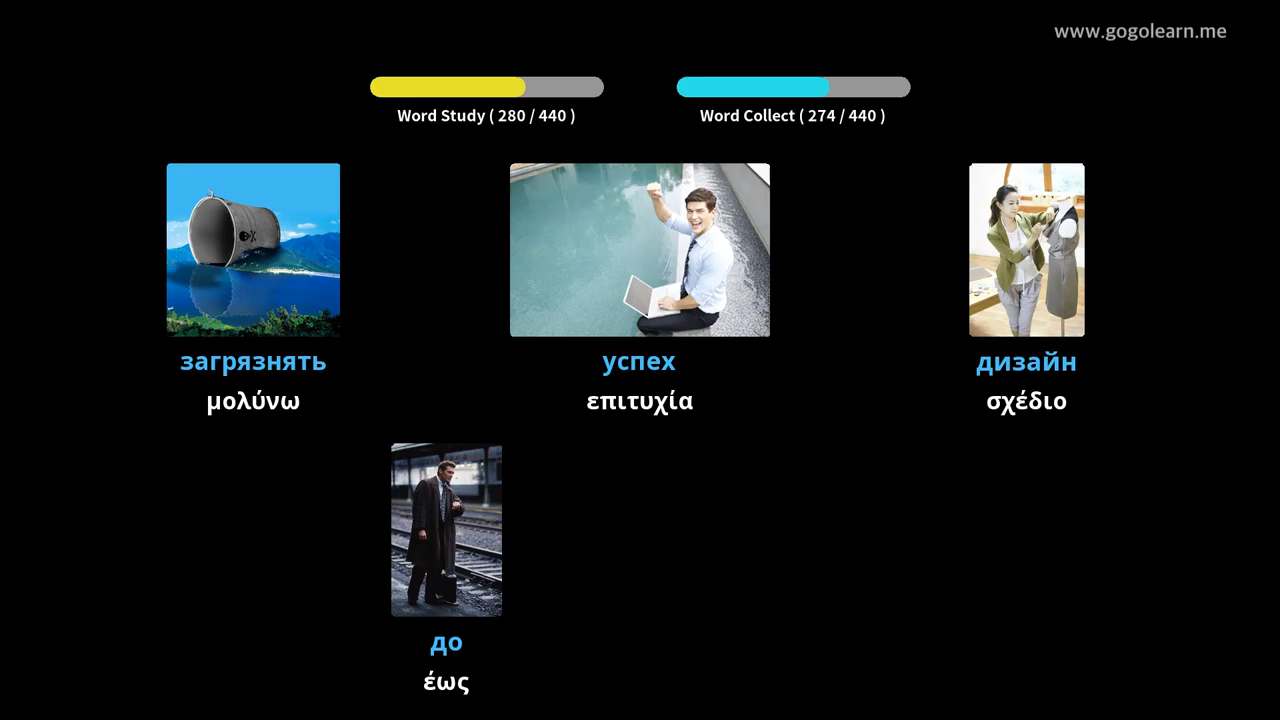 www.gogolearn.me
Word Study ( 280 / 440 )
Word Collect ( 274 / 440 )
загрязнять
μολύνω
успех
επιτυχία
дизайн
σχέδιο
до
έως